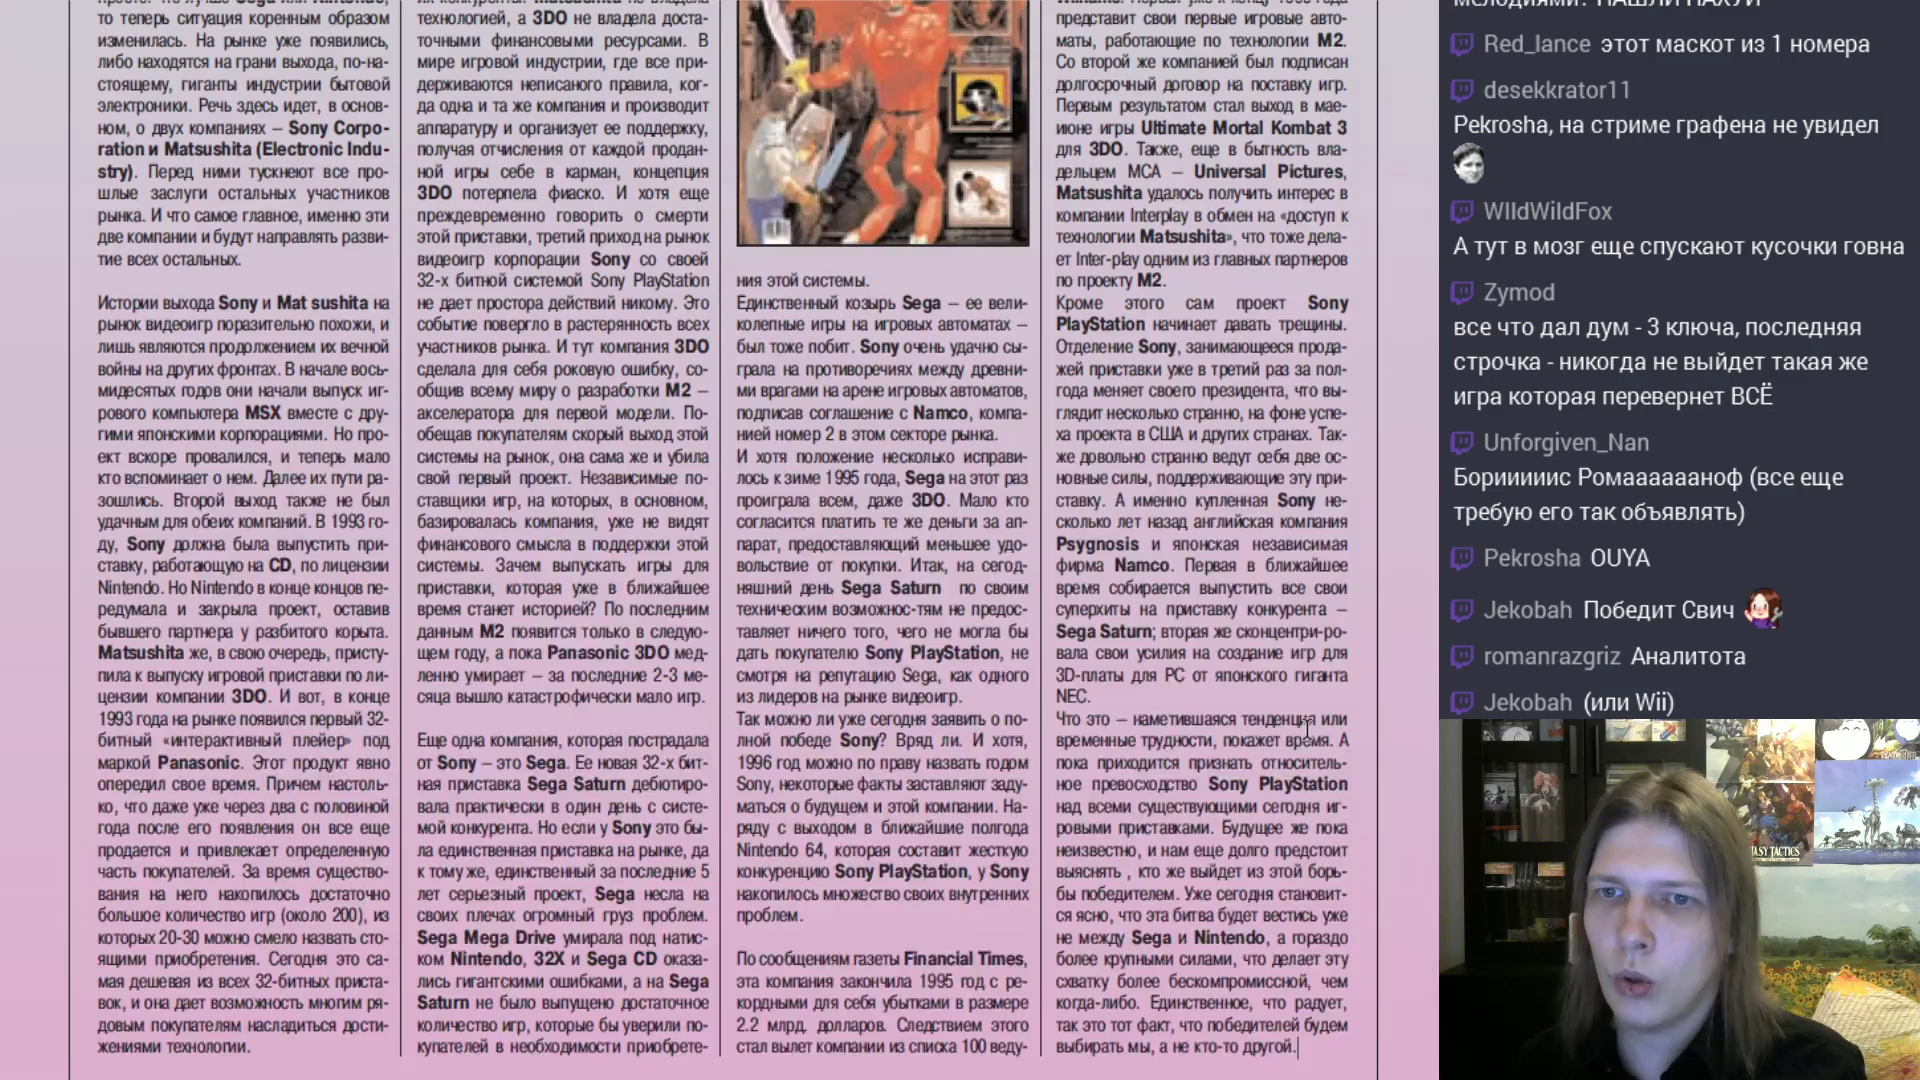 просто: что лучше Sega или Nintendo,
то теперь ситуация коренным образом
изменилась. На рынке уже появились,
либо находятся на грани выхода, по-на-
стоящему, гиганты индустрии бытовой
электроники. Речь здесь идет, в основ-
ном, о двух компаниях – Sony Corpo-
ration и Matsushita (Electronic Indu-
stry). Перед ними тускнеют все про-
шлые заслуги остальных участников
рынка. И что самое главное, именно эти
две компании и будут направлять разви-
тие всех остальных.
Истории выхода Sony и Mat sushita на
рынок видеоигр поразительно похожи, и
лишь являются продолжением их вечной
войны на других фронтах. В начале вось-
мидесятых годов они начали выпуск иг-
рового компьютера MSX вместе с дру-
гими японскими корпорациями. Но про-
ект вскоре провалился, и теперь мало
кто вспоминает о нем. Далее их пути ра-
зошлись. Второй выход также не был
удачным для обеих компаний. В 1993 го-
ду, Sony должна была выпустить при-
ставку, работающую на CD, по лицензии
Nintendo. Но Nintendo в конце концов пе-
редумала и закрыла проект, оставив
бывшего партнера у разбитого корыта.
Matsushita же, в свою очередь, присту-
пила к выпуску игровой приставки по ли-
цензии компании 3DO. И вот, в конце
1993 года на рынке появился первый 32-
битный «интерактивный плейер» под
маркой Panasonic. Этот продукт явно
опередил свое время. Причем настоль-
ко, что даже уже через два с половиной
года после его появления он все еще
продается и привлекает определенную
часть покупателей. За время существо-
вания на него накопилось достаточно
большое количество игр (около 200), из
которых 20-30 можно смело назвать сто-
ящими приобретения. Сегодня это са-
мая дешевая из всех 32-битных приста-
вок, и она дает возможность многим ря-
довым покупателям насладиться дости-
жениями технологии.
технологией, а 3DO не владела доста-
точными финансовыми ресурсами. В
мире игровой индустрии, где все при-
держиваются неписаного правила, ког-
да одна и та же компания и производит
аппаратуру и организует ее поддержку,
получая отчисления от каждой продан-
ной игры себе в карман, концепция
3DO потерпела фиаско. И хотя еще
преждевременно говорить о смерти
этой приставки, третий приход на рынок
видеоигр корпорации Sony со своей
32-х битной системой Sony PlayStation
не дает простора действий никому. Это
событие повергло в растерянность всех
участников рынка. И тут компания 3DO
сделала для себя роковую ошибку, со-
общив всему миру о разработки M2 –
акселератора для первой модели. По-
обещав покупателям скорый выход этой
системы на рынок, она сама же и убила
свой первый проект. Независимые по-
ставщики игр, на которых, в основном,
базировалась компания, уже не видят
финансового смысла в поддержки этой
системы. Зачем выпускать игры для
приставки, которая уже в ближайшее
время станет историей? По последним
данным M2 появится только в следую-
щем году, а пока Panasonic 3DO мед-
ленно умирает – за последние 2-3 ме-
сяца вышло катастрофически мало игр.
Еще одна компания, которая пострадала
от Sony – это Sega. Ее новая 32-х бит-
ная приставка Sega Saturn дебютиро-
вала практически в один день с систе-
мой конкурента. Но если у Sony это бы-
ла единственная приставка на рынке, да
к тому же, единственный за последние 5
лет серьезный проект, Sega несла на
своих плечах огромный груз проблем.
Sega Mega Drive умирала под натис-
ком Nintendo, 32X и Sega CD оказа-
лись гигантскими ошибками, а на Sega
Saturn не было выпущено достаточное
количество игр, которые бы уверили по-
купателей в необходимости приобрете-
ния этой системы.
Единственный козырь Sega – ее вели-
колепные игры на игровых автоматах –
был тоже побит. Sony очень удачно сы-
грала на противоречиях между древни-
ми врагами на арене игровых автоматов,
подписав соглашение с Namco, компа-
нией номер 2 в этом секторе рынка.
И хотя положение несколько исправи-
лось к зиме 1995 года, Sega на этот раз
проиграла всем, даже 3DO. Мало кто
согласится платить те же деньги за ап-
парат, предоставляющий меньшее удо-
вольствие от покупки. Итак, на сегод-
няшний день Sega Saturn по своим
техническим возможнос-тям не предос-
тавляет ничего того, чего не могла бы
дать покупателю Sony PlayStation, не
смотря на репутацию Sega, как одного
из лидеров на рынке видеоигр.
Так можно ли уже сегодня заявить о по-
лной победе Sony? Вряд ли. И хотя,
1996 год можно по праву назвать годом
Sony, некоторые факты заставляют заду-
маться о будущем и этой компании. На-
ряду с выходом в ближайшие полгода
Nintendo 64, которая составит жесткую
конкуренцию Sony PlayStation, у Sony
накопилось множество своих внутренних
проблем.
По сообщениям газеты Financial Times,
эта компания закончила 1995 год с ре-
кордными для себя убытками в размере
2.2 млрд. долларов. Следствием этого
стал вылет компании из списка 100 веду-
представит свои первые игровые авто-
маты, работающие по технологии M2.
Со второй же компанией был подписан
долгосрочный договор на поставку игр.
Первым результатом стал выход в мае-
июне игры Ultimate Mortal Kombat 3
для 3DO. Также, еще в бытность вла-
дельцем MCA – Universal Pictures,
Matsushita удалось получить интерес в
компании Interplay в обмен на «доступ к
технологии Matsushita», что тоже дела-
ет Inter-play одним из главных партнеров
по проекту M2.
Кроме этого сам проект Sony
PlayStation начинает давать трещины.
Отделение Sony, занимающееся прода-
жей приставки уже в третий раз за пол-
года меняет своего президента, что вы-
глядит несколько странно, на фоне успе-
ха проекта в США и других странах. Так-
же довольно странно ведут себя две ос-
новные силы, поддерживающие эту при-
ставку. А именно купленная Sony не-
сколько лет назад английская компания
Psygnosis и японская независимая
фирма Namco. Первая в ближайшее
время собирается выпустить все свои
суперхиты на приставку конкурента –
Sega Saturn; вторая же сконцентри-ро-
вала свои усилия на создание игр для
3D-платы для PC от японского гиганта
NEC.
Что это – наметившаяся тенденция или
временные трудности, покажет время. А
пока приходится признать относитель-
ное превосходство Sony PlayStation
над всеми существующими сегодня иг-
ровыми приставками. Будущее же пока
неизвестно, и нам еще долго предстоит
выяснять , кто же выйдет из этой борь-
бы победителем. Уже сегодня становит-
ся ясно, что эта битва будет вестись уже
не между Sega и Nintendo, а гораздо
более крупными силами, что делает эту
схватку более бескомпромиссной, чем
когда-либо. Единственное, что радует,
так это тот факт, что победителей будем
выбирать мы, а не кто-то другой.
мелодиями? НАШЛИ НАХУЙ
Red_lance этот маскот из 1 номера
desekkrator11
Pekrosha, на стриме графена не увидел
WIldWildFox
А тут в мозг еще спускают кусочки говна
Zymod
все что дал дум - 3 ключа, последняя
строчка - никогда не выйдет такая же
игра которая перевернет ВСЁ
Unforgiven_Nan
Борииииис Ромааааааноф (все еще
требую его так объявлять)
Pekrosha OUYA
Jekobah Победит Свич
romanrazgriz Аналитота
Jekobah (или Wii)